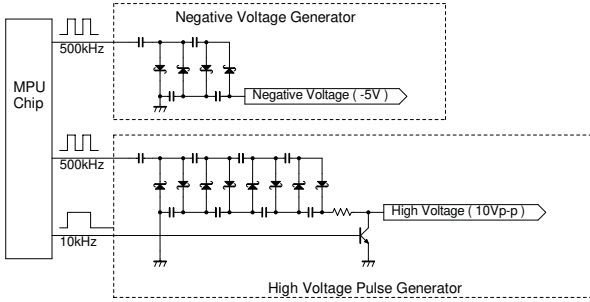 Negative Voltage Generator
500kHz
MPU
Chip
Negative Voltage ( -5V )
500kHz
High Voltage ( 10Vp-p )
10kHz
High Voltage Pulse Generator